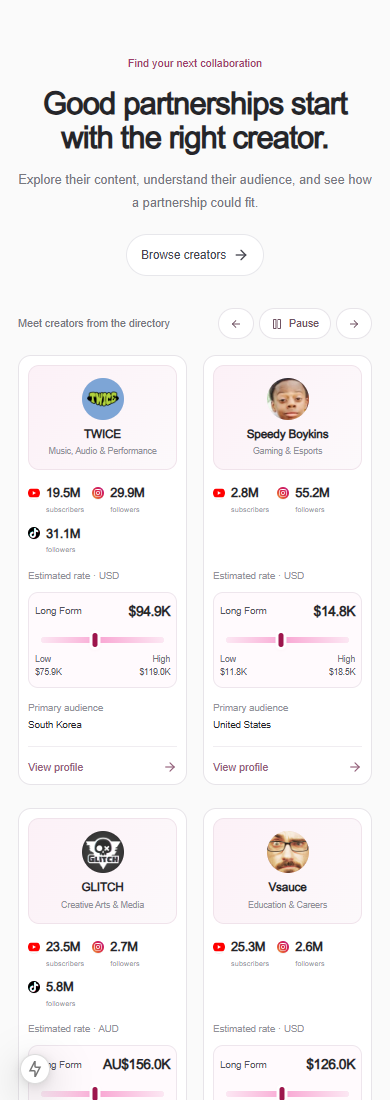 Find your next collaboration
Good partnerships start
with the right creator.
Explore their content, understand their audience, and see how
a partnership could fit.
Browse creators
Meet creators from the directory
Pause
TWICE
TWICE
Music, Audio & Performance
19.5M
subscribers
29.9M
followers
31.1M
followers
Estimated rate · USD
Long Form
$94.9K
Low
High
$75.9K
$119.0K
Primary audience
South Korea
View profile
Speedy Boykins
Gaming & Esports
2.8M
subscribers
55.2M
followers
Estimated rate · USD
Long Form
$14.8K
Low
High
$11.8K
$18.5K
Primary audience
United States
View profile
GLITCH
GLITCH
Creative Arts & Media
23.5M
subscribers
2.7M
followers
5.8M
followers
Estimated rate · AUD
ng Form
AU$156.0K
Vsauce
Education & Careers
25.3M
subscribers
2.6M
followers
Estimated rate · USD
Long Form
$126.0K